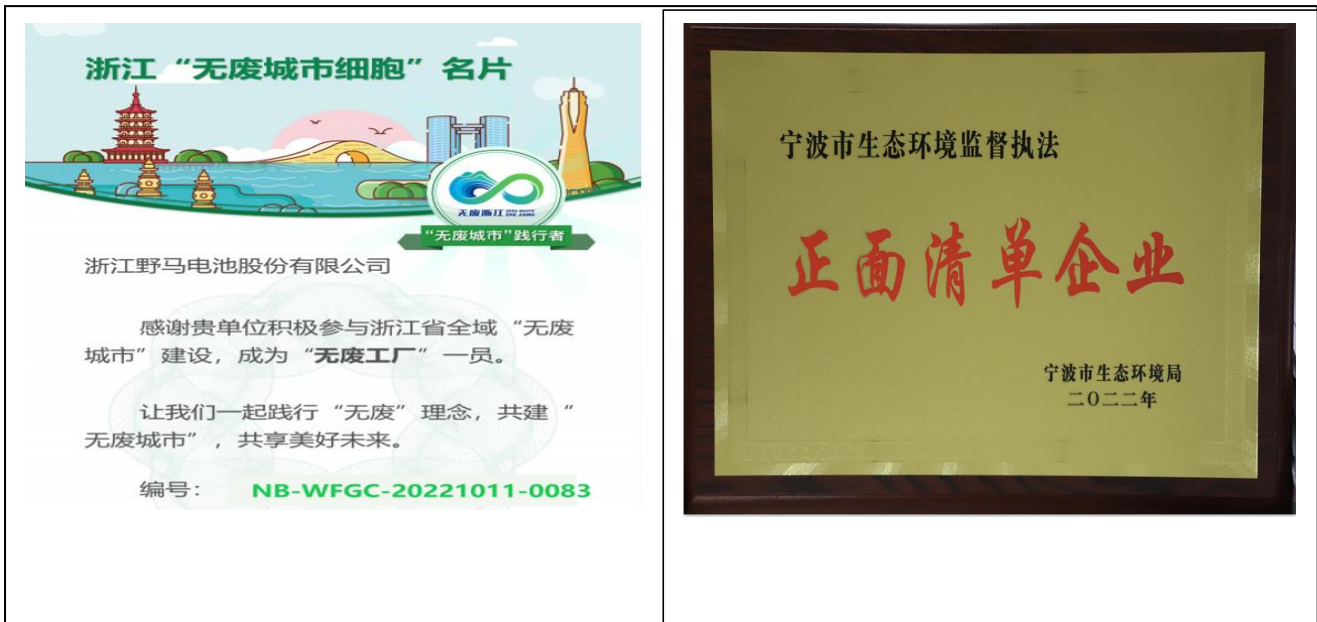 浙江“无废城市细胞”名片
无废浙江
“无废城市”践行者
浙江野马电池股份有限公司
感谢贵单位积极参与浙江省全域“无废
城市”建设，成为“无废工厂”一员。
让我们一起践行“无废”理念，共建“
无废城市”，共享美好未来。
编号： NB-WFGC-20221011-0083
宁波市生态环境监督执法
正面清单企业
宁波市生态环境局
二〇二二年